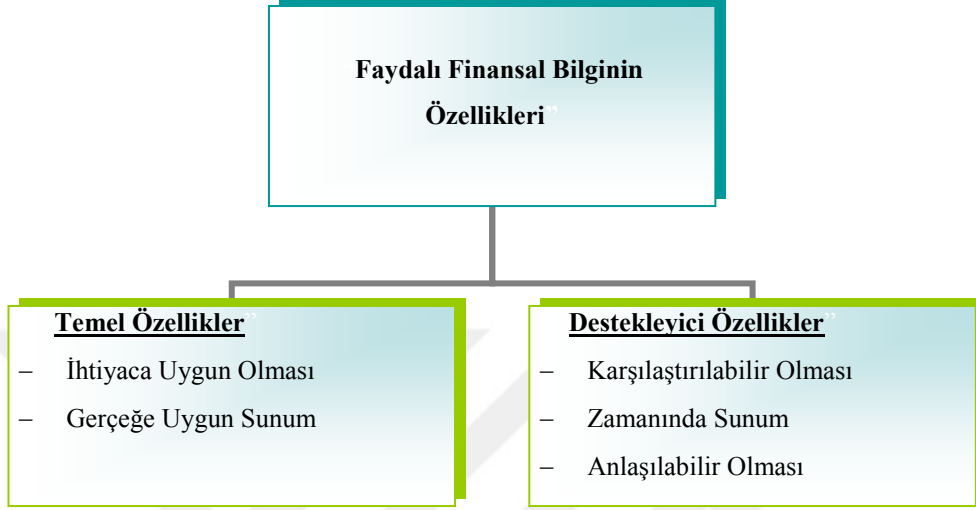 Faydalı Finansal Bilginin
Özellikleri”
Temel Özellikler”
– İhtiyaca Uygun Olması
– Gerçeğe Uygun Sunum
Destekleyici Özellikler”
– Karşılaştırılabilir Olması
– Zamanında Sunum
– Anlaşılabilir Olması